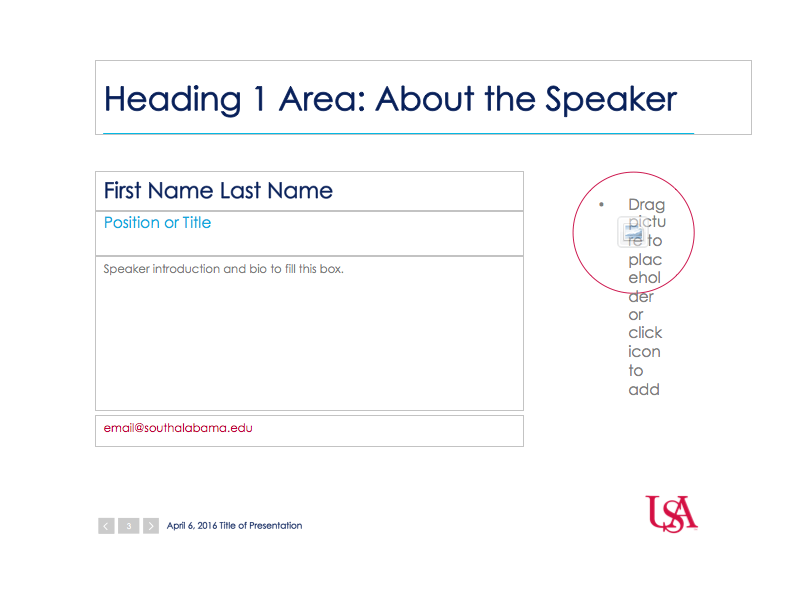 Heading 1 Area: About the Speaker
First Name Last Name
Position or Title
Speaker introduction and bio to fill this box.
email@southalabama.edu
• Drag
pictu
re to
plac
ehol
der
or
click
icon
to
add
3
April 6, 2016 Title of Presentation
USA